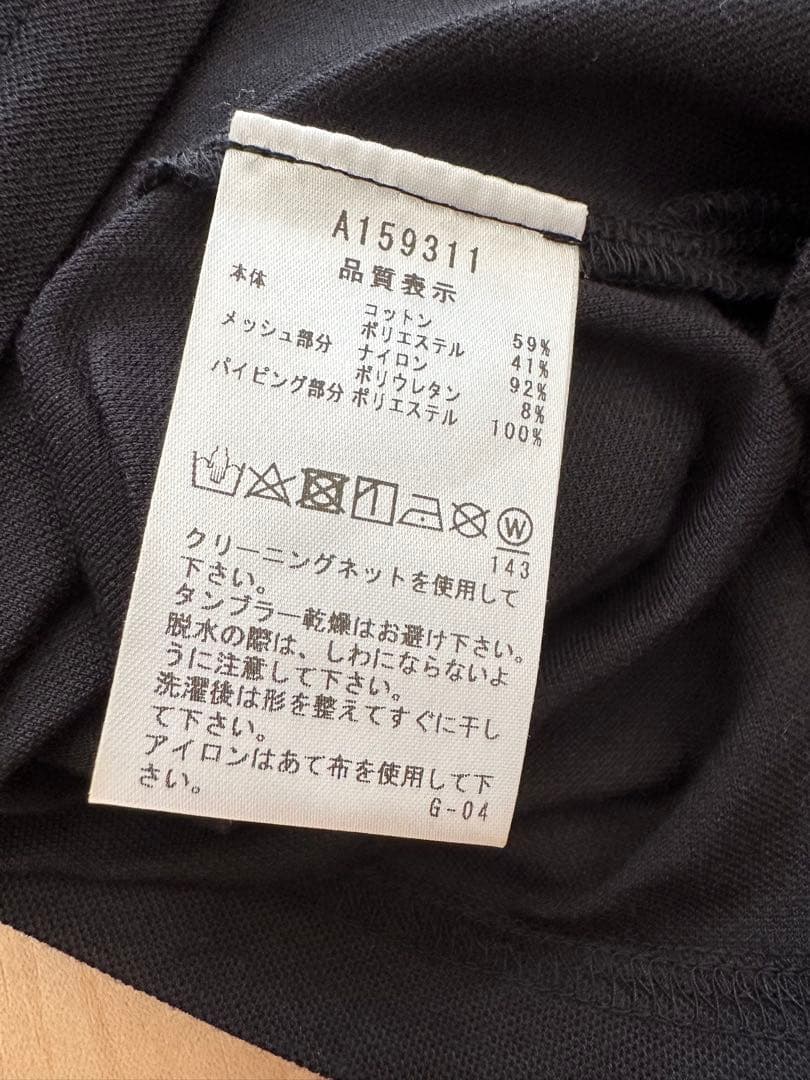 A159311
品質表示
本体 コットン 59%
ポリエステル 41%
メッシュ部分 ナイロン 92%
ポリウレタン 8%
パイピング部分 ポリエステル 100%
W
143
クリーニングネットを使用して
下さい。
タンブラー乾燥はお避け下さい。
脱水の際は、しわにならないよ
うに注意して下さい。
洗濯後は形を整えてすぐに干し
て下さい。
アイロンはあて布を使用して下
さい。
G-04